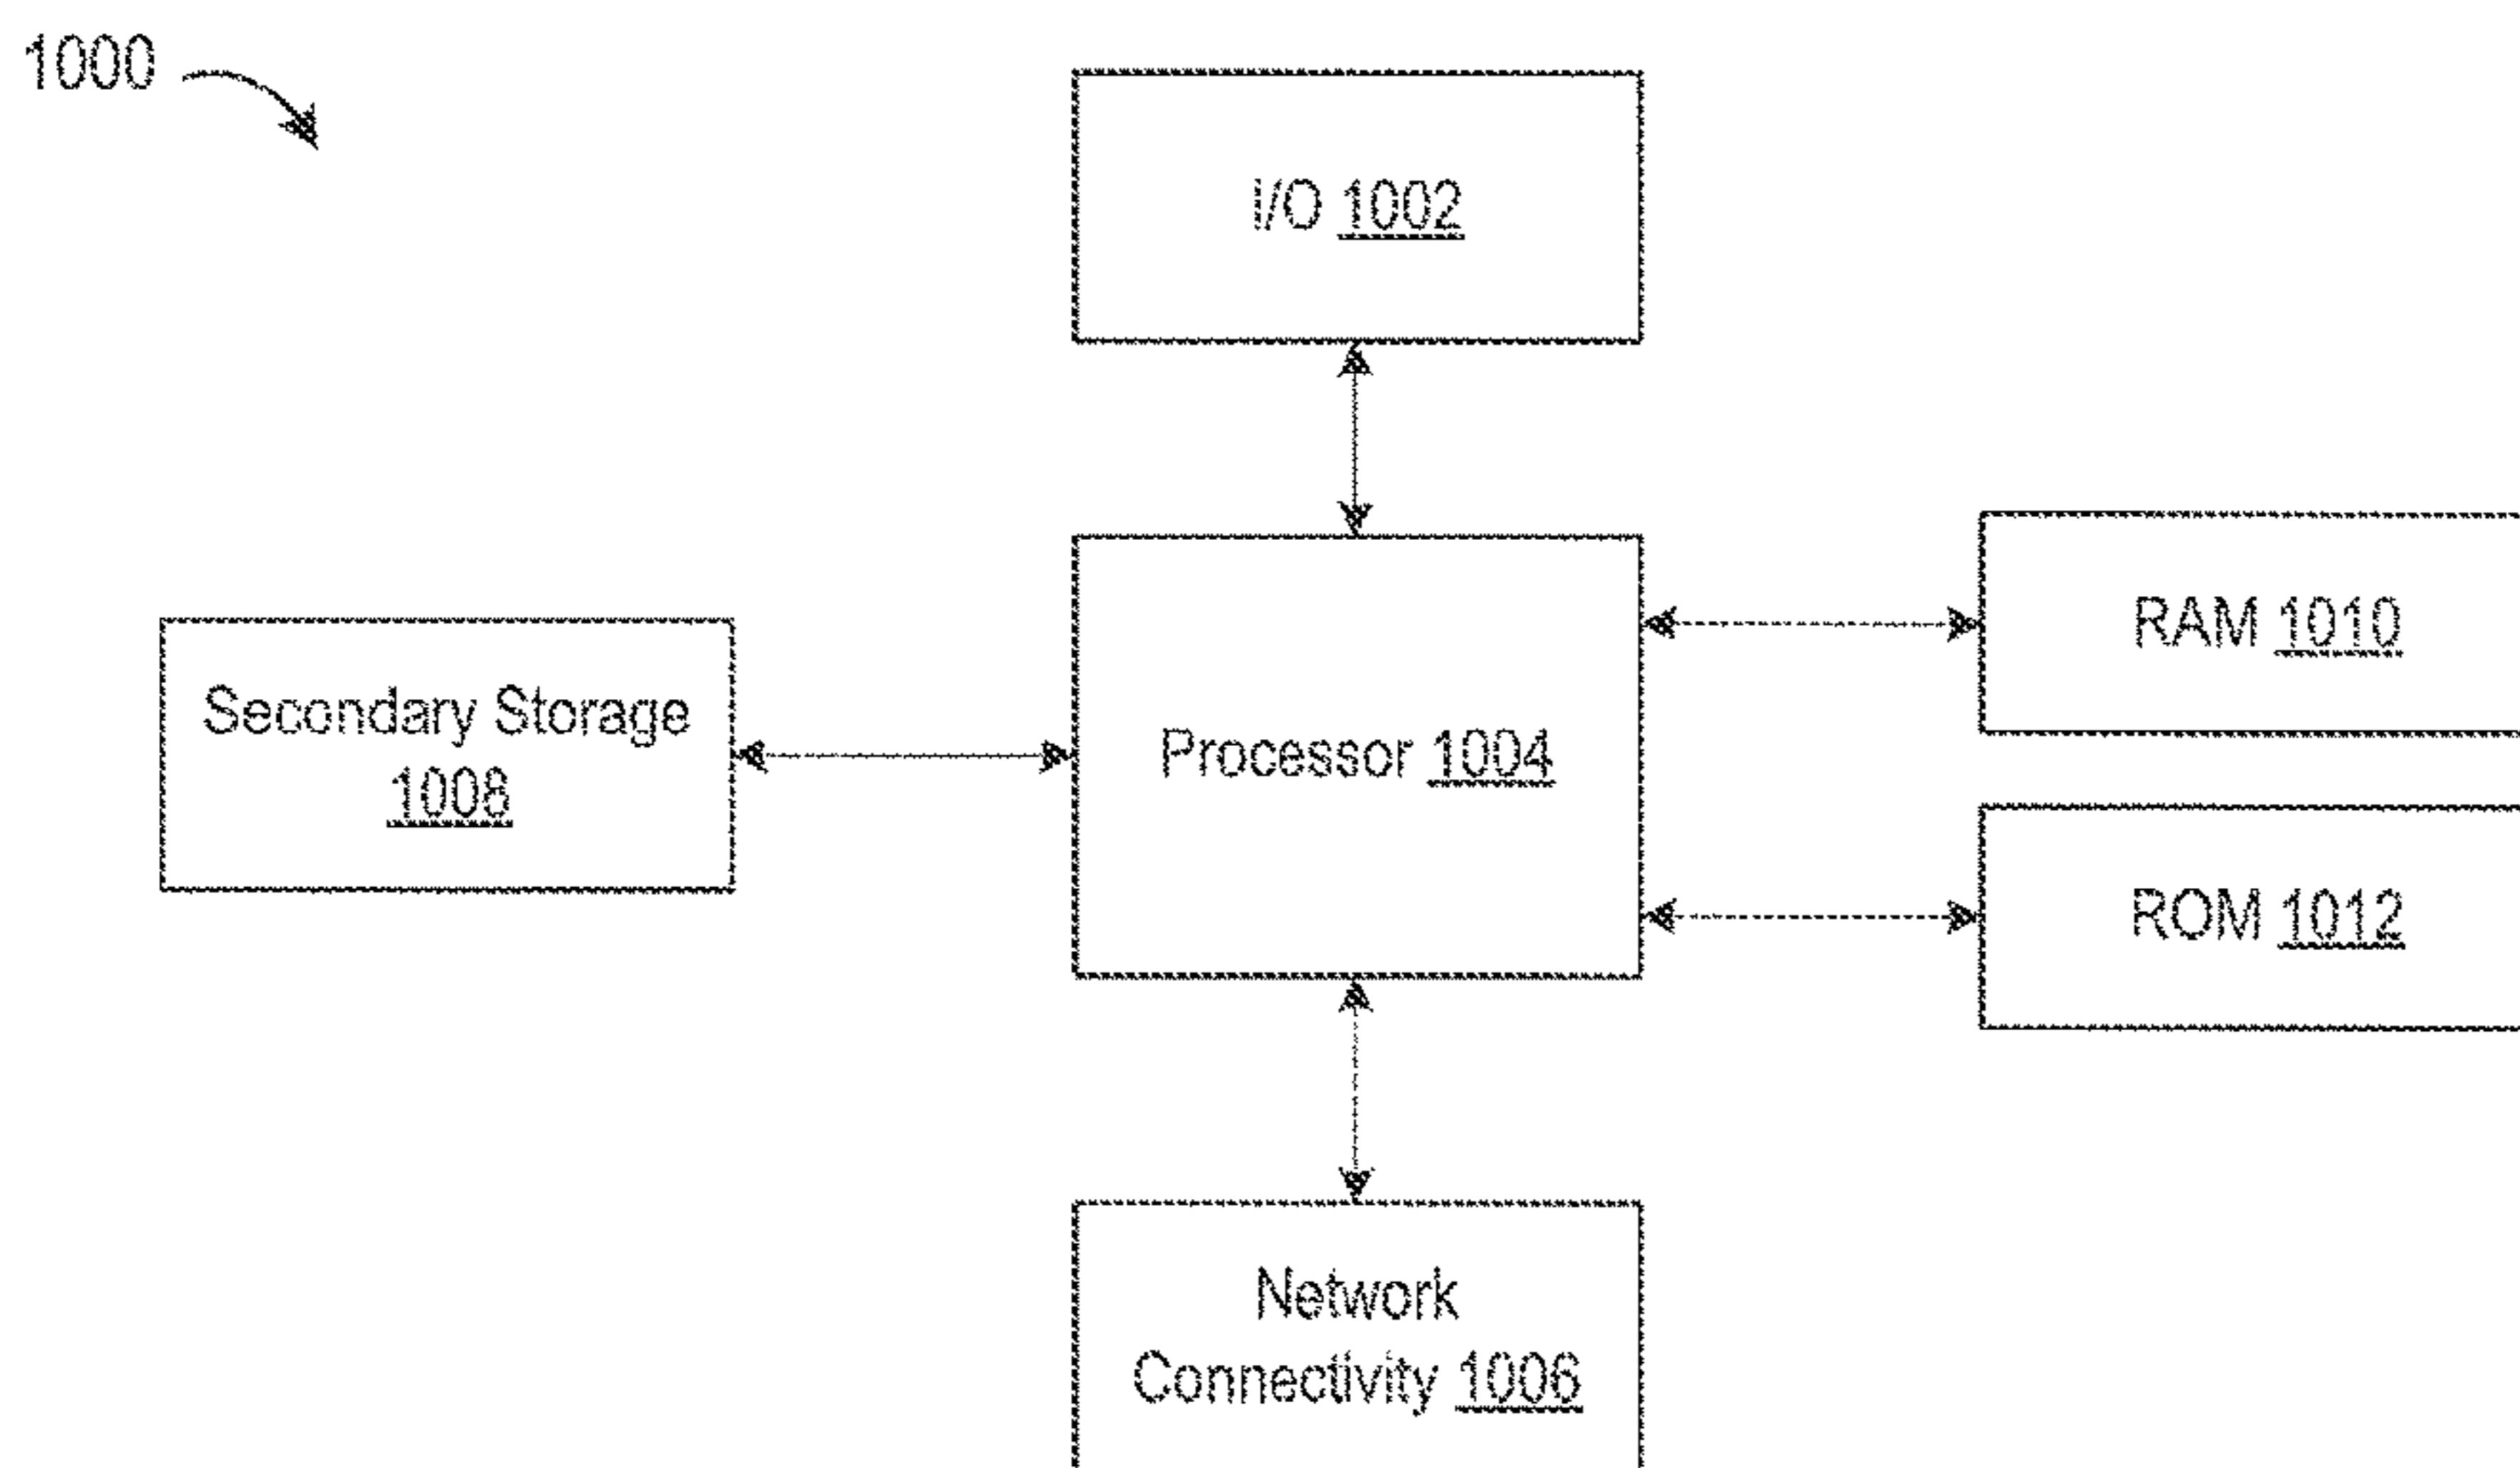 1000
I/O 1002
RAM 1010
Secondary Storage
1008
Processor 1004
ROM 1012
Network
Connectivity 1006